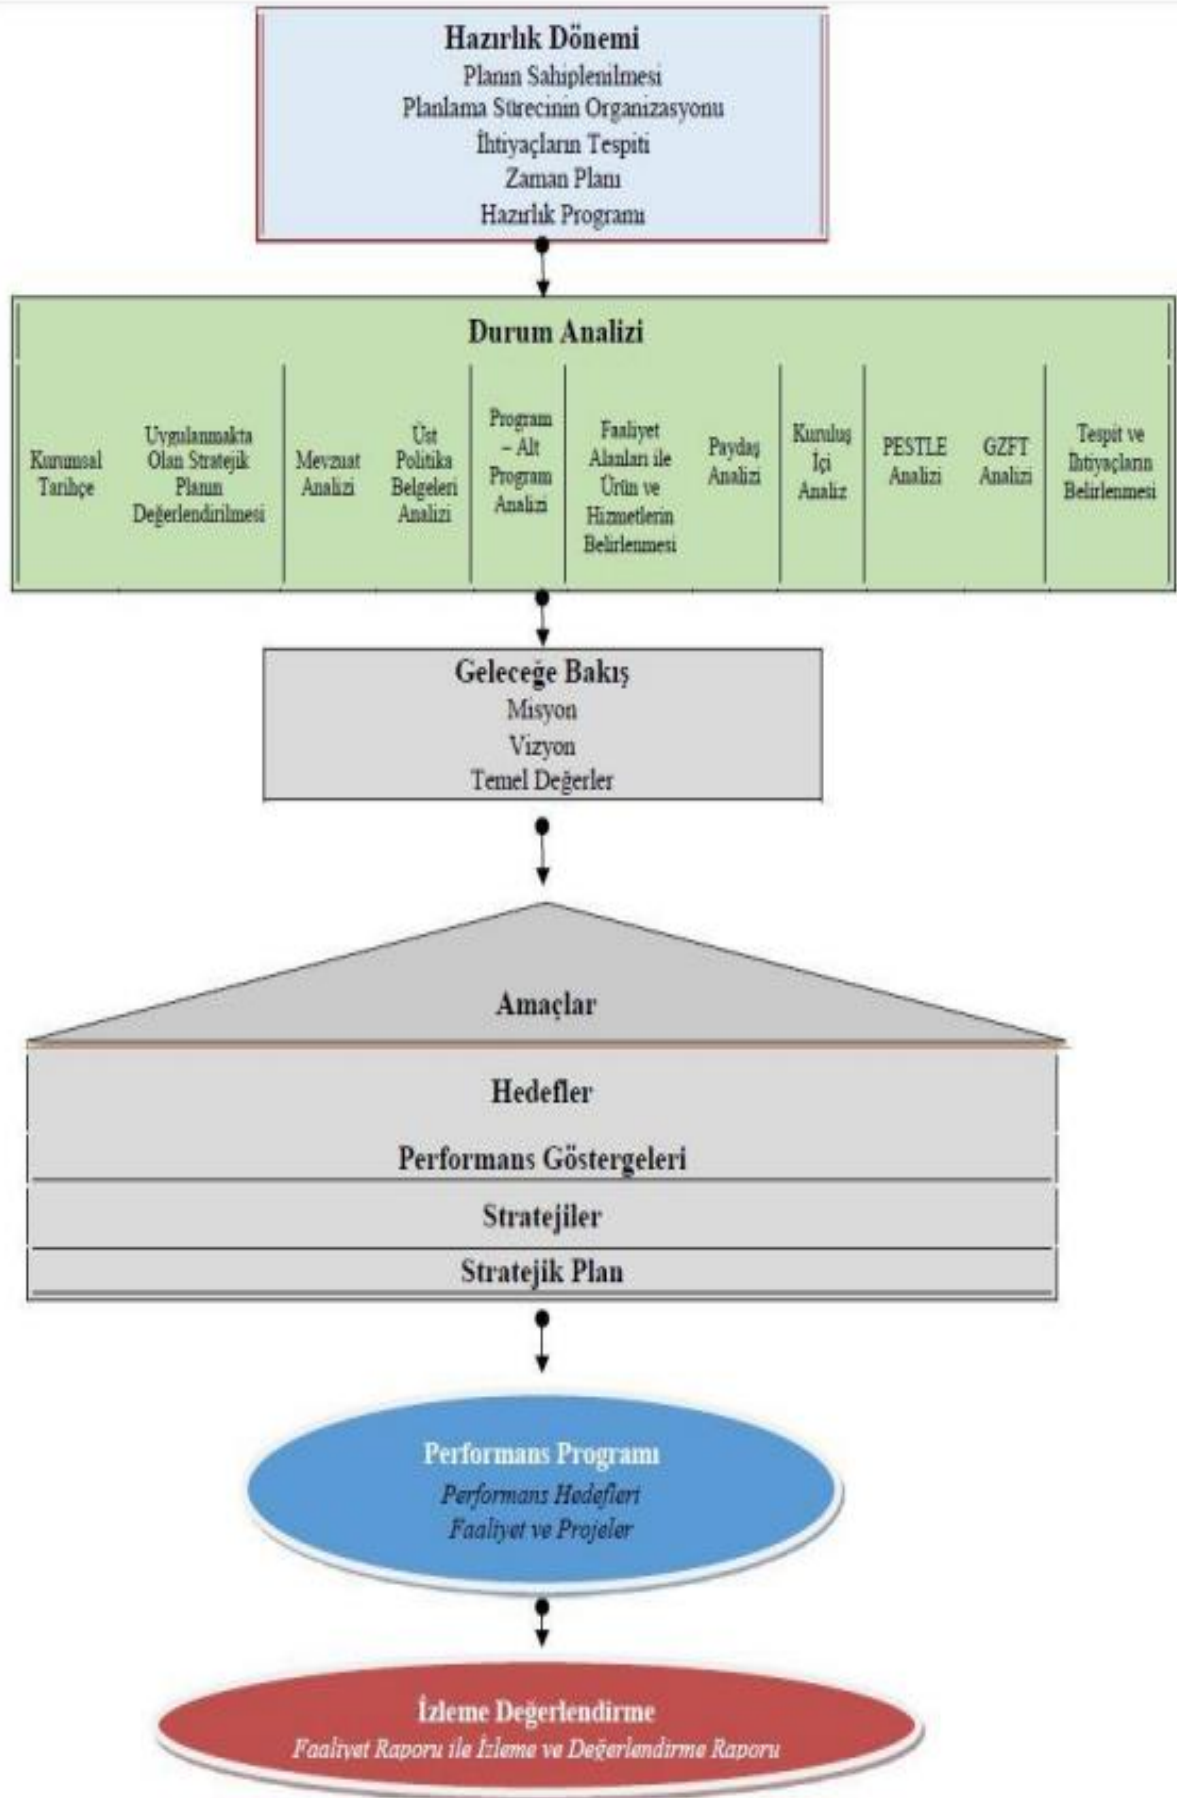 Hazırlık Dönemi
Planın Sahiplenilmesi
Planlama Sürecinin Organizasyonu
İhtiyaçların Tespiti
Zaman Planı
Hazırlık Programı
Durum Analizi
Kurumsal
Tarihçe
Uygulanmakta
Olan Stratejik
Planın
Değerlendirilmesi
Mevzuat
Analizi
Üst
Politika
Belgeleri
Analizi
Program
– Alt
Program
Analizi
Faaliyet
Alanları ile
Ürün ve
Hizmetlerin
Belirlenmesi
Paydaş
Analizi
Kuruluş
İçi
Analiz
PESTLE
Analizi
GZFT
Analizi
Tespit ve
İhtiyaçların
Belirlenmesi
Geleceğe Bakış
Misyon
Vizyon
Temel Değerler
Amaçlar
Hedefler
Performans Göstergeleri
Stratejiler
Stratejik Plan
Performans Programı
Performans Hedefleri
Faaliyet ve Projeler
İzleme Değerlendirme
Faaliyet Raporu ile İzleme ve Değerlendirme Raporu